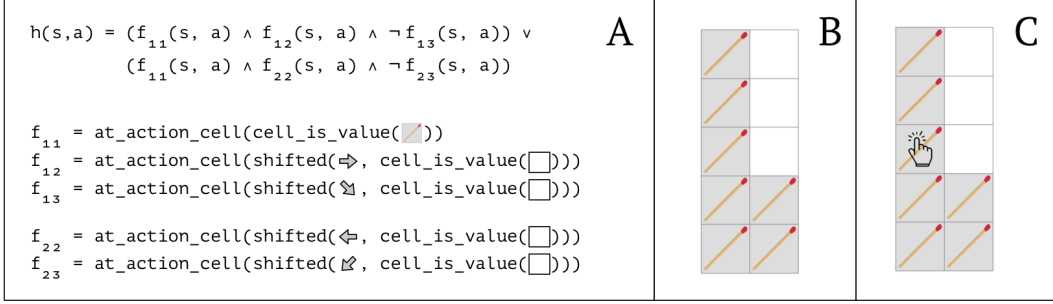 h(s,a) = (f₁₁(s, a) ∧ f₁₂(s, a) ∧ ¬ f₁₃(s, a)) ∨
(f₁₁(s, a) ∧ f₂₂(s, a) ∧ ¬ f₂₃(s, a))
f₁₁ = at_action_cell(cell_is_value())
f₁₂ = at_action_cell(shifted(⇨, cell_is_value(□)))
f₁₃ = at_action_cell(shifted(⬂, cell_is_value(□)))
f₂₂ = at_action_cell(shifted(⇦, cell_is_value(□)))
f₂₃ = at_action_cell(shifted(⬃, cell_is_value(□)))
A
B
C